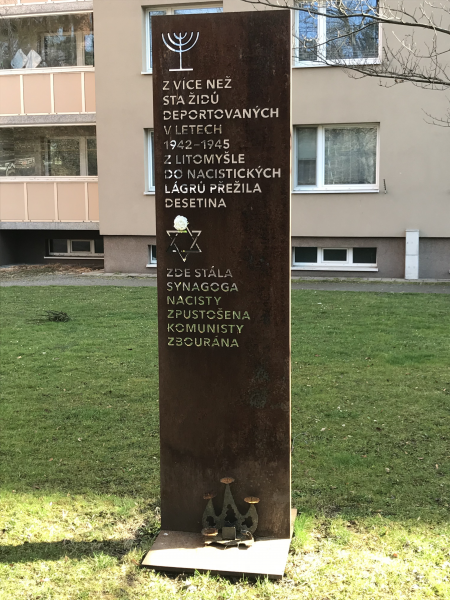 Z VÍCE NEŽ
STA ŽIDŮ
DEPORTOVANÝCH
V LETECH
1942–1945
Z LITOMYŠLE
DO NACISTICKÝCH
LÁGRŮ PŘEŽILA
DESETINA
ZDE STÁLA
SYNAGOGA
NACISTY
ZPUSTOŠENA
KOMUNISTY
ZBOURÁNA